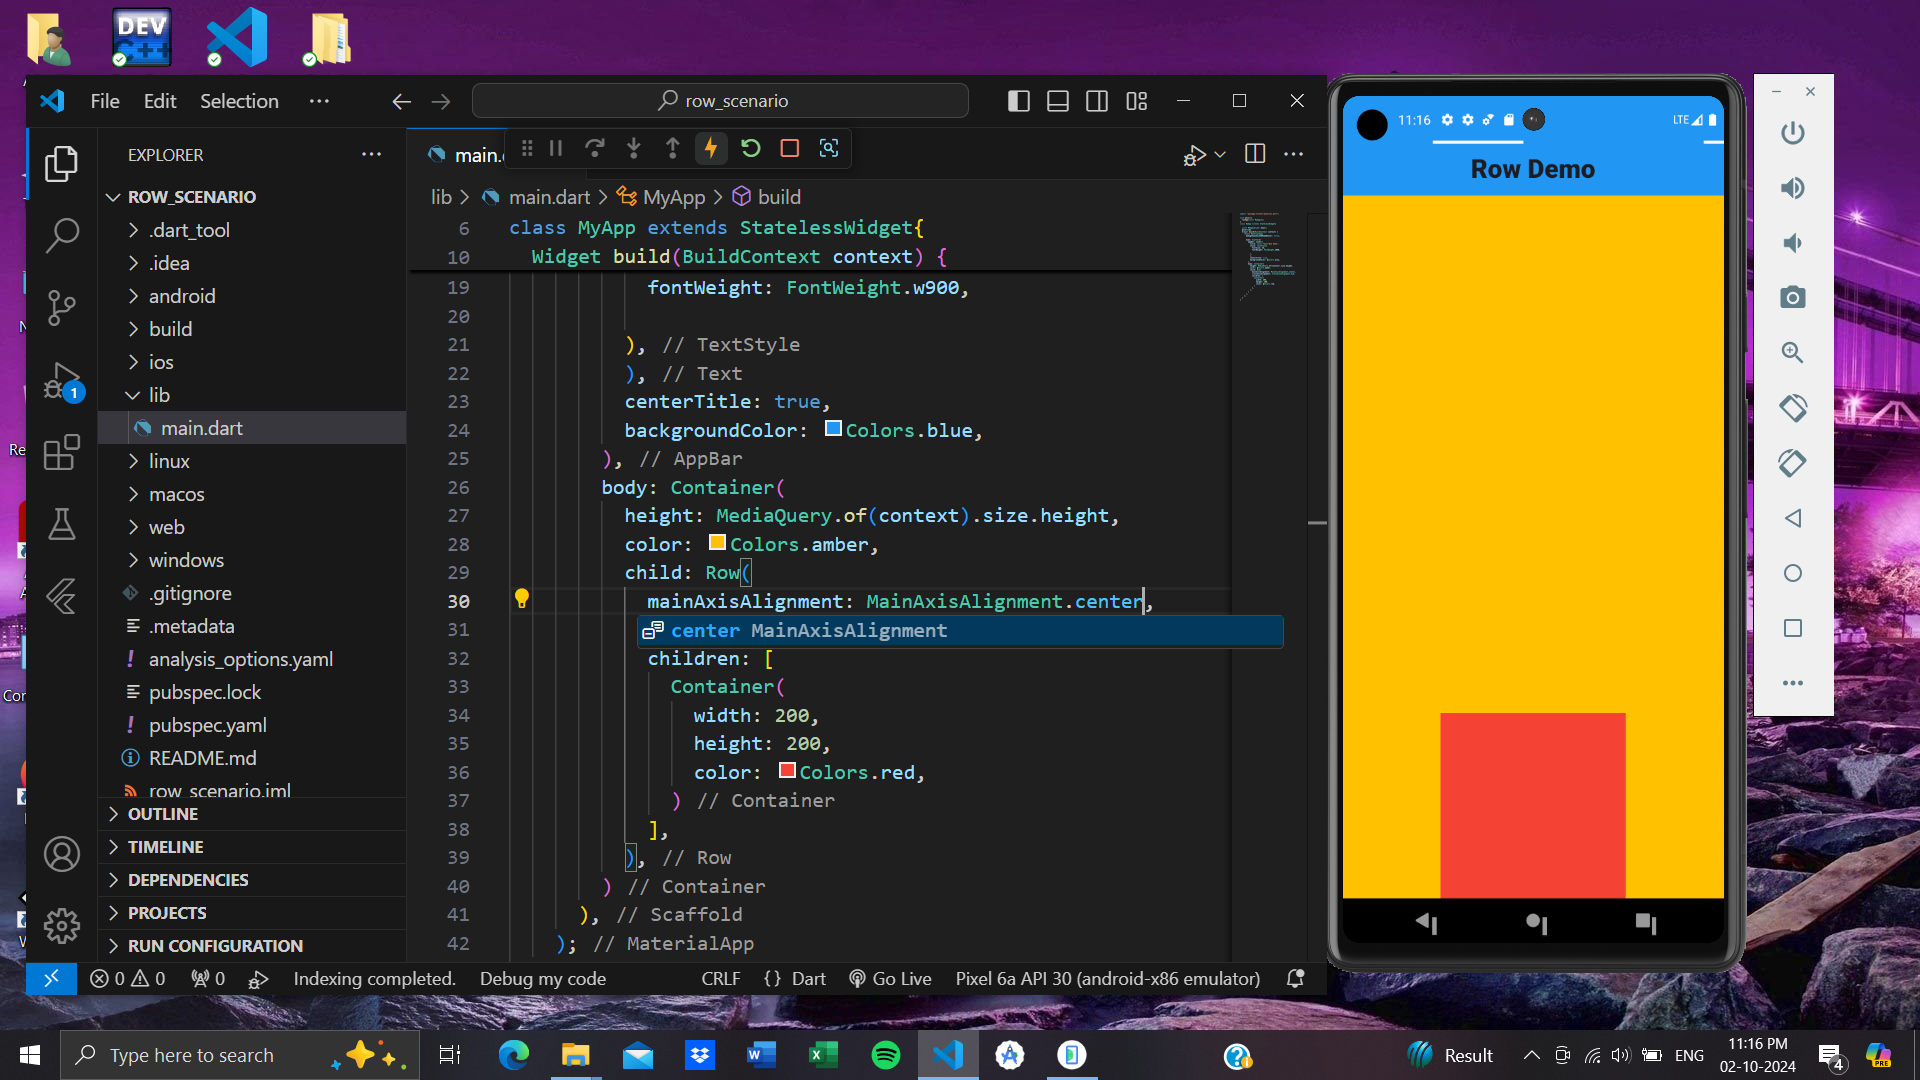 DEV
C++
File Edit Selection ...
row_scenario
EXPLORER
ROW_SCENARIO
.dart_tool
.idea
android
build
ios
lib
main.dart
linux
macos
web
windows
.gitignore
.metadata
analysis_options.yaml
pubspec.lock
pubspec.yaml
README.md
row_scenario.iml
OUTLINE
TIMELINE
DEPENDENCIES
PROJECTS
RUN CONFIGURATION
1
main.
lib > main.dart > MyApp > build
6 class MyApp extends StatelessWidget{
10 Widget build(BuildContext context) {
19 fontWeight: FontWeight.w900,
20
21 ), // TextStyle
22 ), // Text
23 centerTitle: true,
24 backgroundColor: Colors.blue,
25 ), // AppBar
26 body: Container(
27 height: MediaQuery.of(context).size.height,
28 color: Colors.amber,
29 child: Row(
30 mainAxisAlignment: MainAxisAlignment.center,
31 center MainAxisAlignment
32 children: [
33 Container(
34 width: 200,
35 height: 200,
36 color: Colors.red,
37 ) // Container
38 ],
39 ), // Row
40 ) // Container
41 ), // Scaffold
42 ); // MaterialApp
0 0 0 Indexing completed. Debug my code CRLF {} Dart Go Live Pixel 6a API 30 (android-x86 emulator)
11:16 LTE
Row Demo
Re
Cor
Type here to search
Result ENG
11:16 PM
02-10-2024
4
PRE